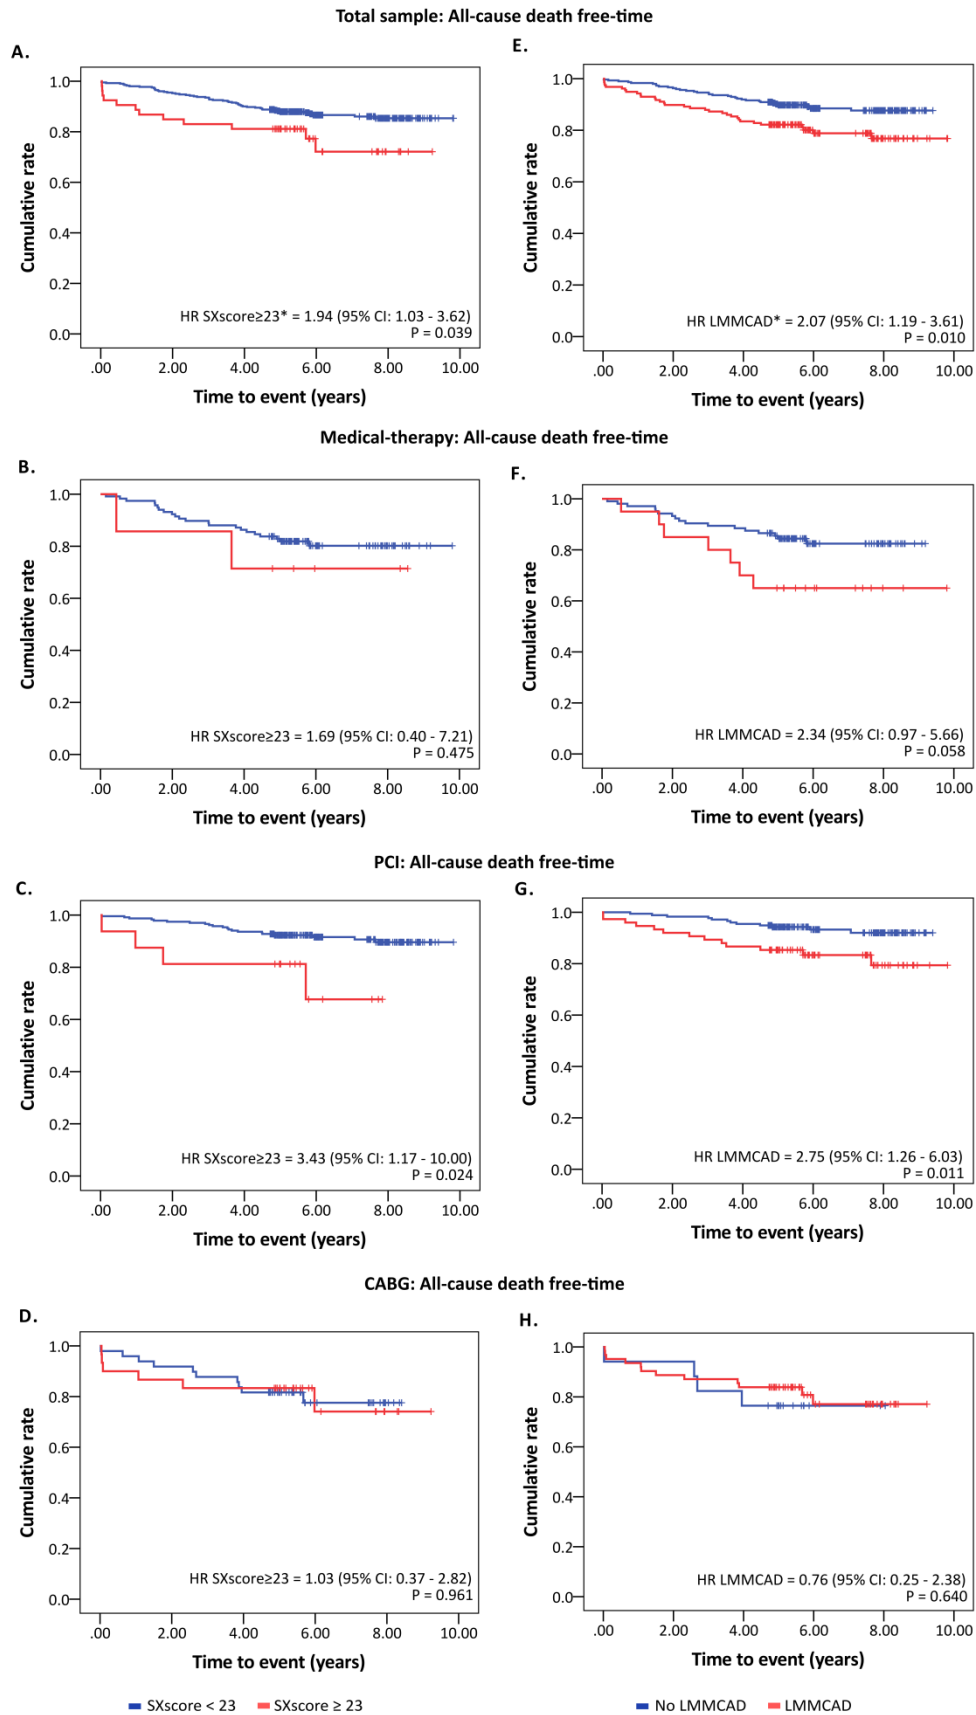 Total sample: All-cause death free-time
A.
E.
1.0
0.8
0.6
0.4
0.2
0.0
Cumulative rate
HR SXscore≥23* = 1.94 (95% CI: 1.03 - 3.62)
P = 0.039
.00 2.00 4.00 6.00 8.00 10.00
Time to event (years)
1.0
0.8
0.6
0.4
0.2
0.0
Cumulative rate
HR LMMCAD* = 2.07 (95% CI: 1.19 - 3.61)
P = 0.010
.00 2.00 4.00 6.00 8.00 10.00
Time to event (years)
Medical-therapy: All-cause death free-time
B.
F.
1.0
0.8
0.6
0.4
0.2
0.0
Cumulative rate
HR SXscore≥23 = 1.69 (95% CI: 0.40 - 7.21)
P = 0.475
.00 2.00 4.00 6.00 8.00 10.00
Time to event (years)
1.0
0.8
0.6
0.4
0.2
0.0
Cumulative rate
HR LMMCAD = 2.34 (95% CI: 0.97 - 5.66)
P = 0.058
.00 2.00 4.00 6.00 8.00 10.00
Time to event (years)
PCI: All-cause death free-time
C.
G.
1.0
0.8
0.6
0.4
0.2
0.0
Cumulative rate
HR SXscore≥23 = 3.43 (95% CI: 1.17 - 10.00)
P = 0.024
.00 2.00 4.00 6.00 8.00 10.00
Time to event (years)
1.0
0.8
0.6
0.4
0.2
0.0
Cumulative rate
HR LMMCAD = 2.75 (95% CI: 1.26 - 6.03)
P = 0.011
.00 2.00 4.00 6.00 8.00 10.00
Time to event (years)
CABG: All-cause death free-time
D.
H.
1.0
0.8
0.6
0.4
0.2
0.0
Cumulative rate
HR SXscore≥23 = 1.03 (95% CI: 0.37 - 2.82)
P = 0.961
.00 2.00 4.00 6.00 8.00 10.00
Time to event (years)
1.0
0.8
0.6
0.4
0.2
0.0
Cumulative rate
HR LMMCAD = 0.76 (95% CI: 0.25 - 2.38)
P = 0.640
.00 2.00 4.00 6.00 8.00 10.00
Time to event (years)
SXscore < 23 SXscore ≥ 23
No LMMCAD LMMCAD